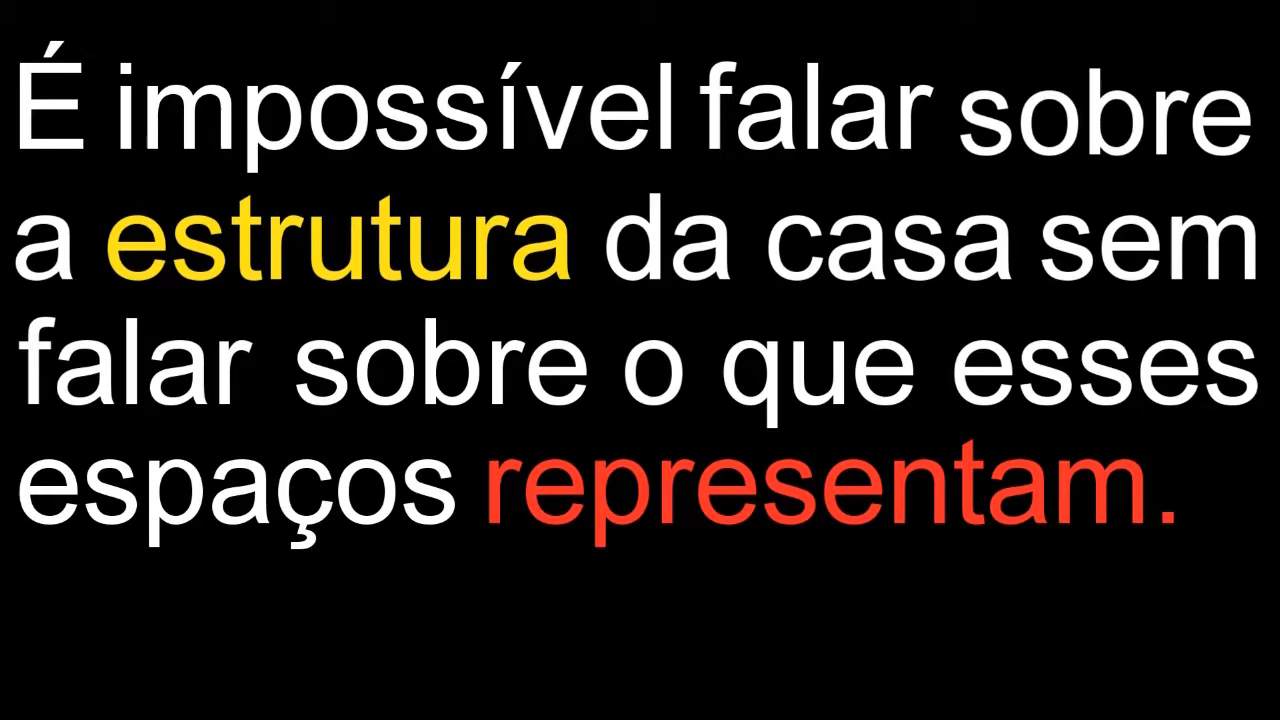 É impossível falar sobre
a estrutura da casa sem
falar sobre o que esses
espaços representam.